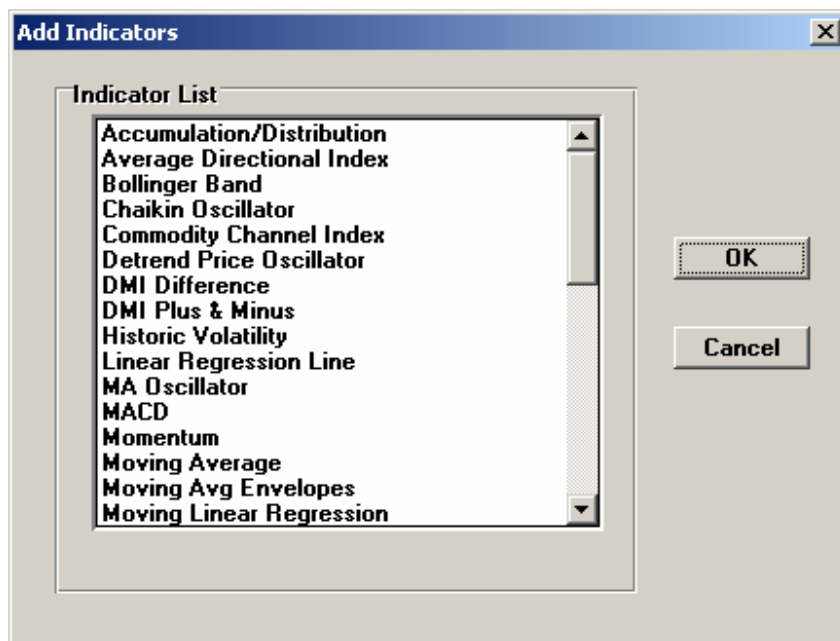 Add Indicators
Indicator List
Accumulation/Distribution
Average Directional Index
Bollinger Band
Chaikin Oscillator
Commodity Channel Index
Detrend Price Oscillator
DMI Difference
DMI Plus & Minus
Historic Volatility
Linear Regression Line
MA Oscillator
MACD
Momentum
Moving Average
Moving Avg Envelopes
Moving Linear Regression
OK
Cancel